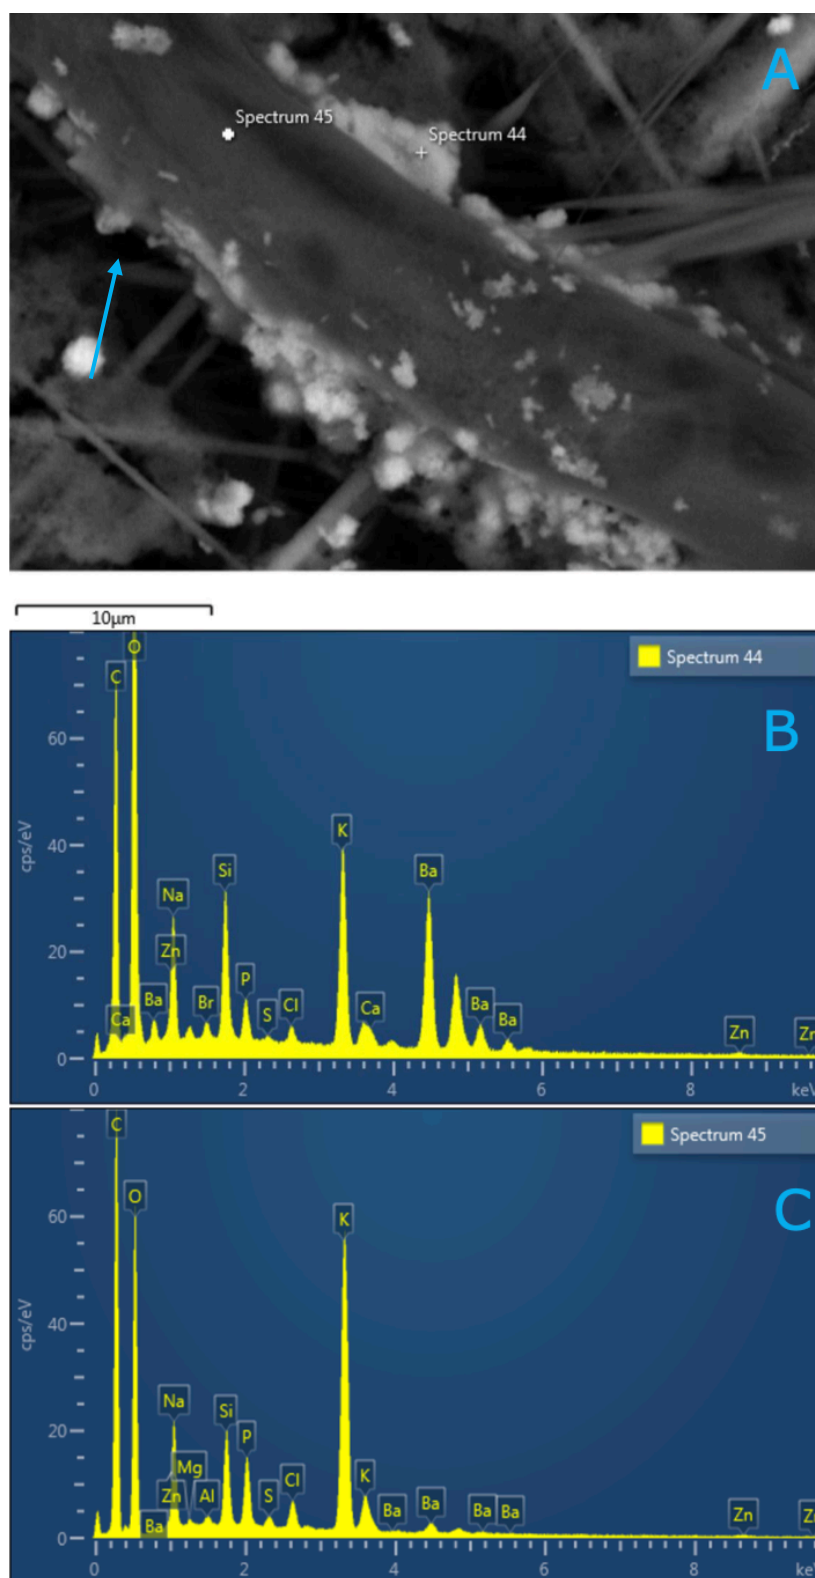 A
Spectrum 45
Spectrum 44
10µm
Spectrum 44
B
cps/eV
60
40
20
0
C
O
Ca
Ba
Na
Zn
Br
Si
P
S
Cl
K
Ca
Ba
Ba
Ba
Zn
0 2 4 6 8 keV
Spectrum 45
C
cps/eV
60
40
20
0
C
O
Ba
Na
Zn
Mg
Al
Si
P
S
Cl
K
K
Ba
Ba
Ba
Ba
Zn
0 2 4 6 8 keV